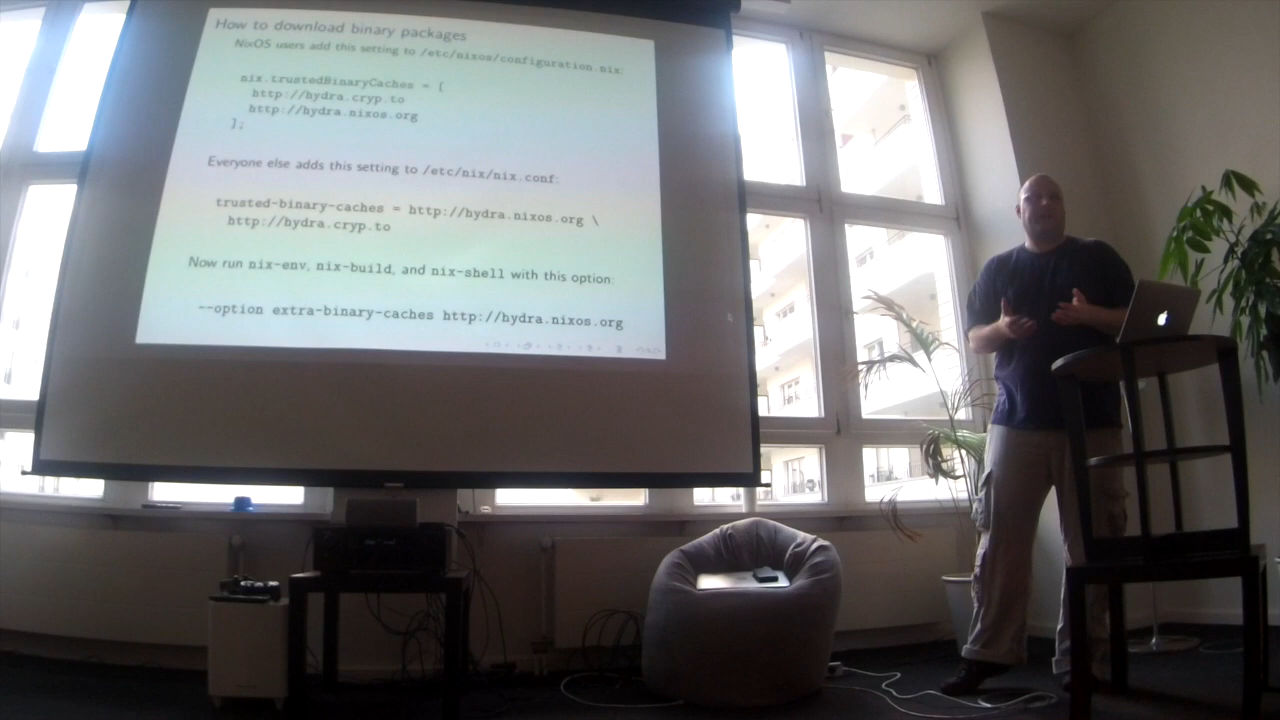 How to download binary packages
NixOS users add this setting to /etc/nixos/configuration.nix:
nix.trustedBinaryCaches = [
http://hydra.cryp.to
http://hydra.nixos.org
];
Everyone else adds this setting to /etc/nix/nix.conf:
trusted-binary-caches = http://hydra.nixos.org \
http://hydra.cryp.to
Now run nix-env, nix-build, and nix-shell with this option:
--option extra-binary-caches http://hydra.nixos.org